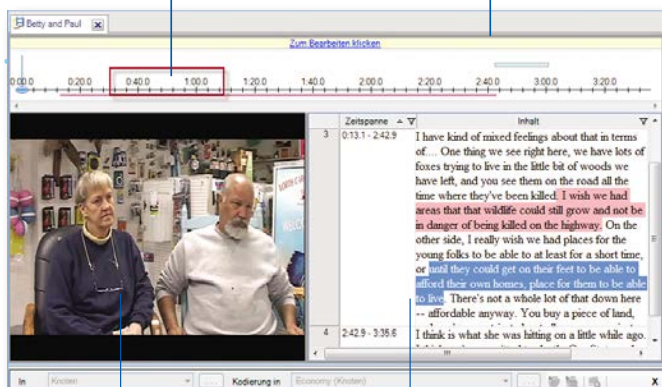 Betty and Paul
Zum Bearbeiten klicken
0:00.0 0:20.0 0:40.0 1:00.0 1:20.0 1:40.0 2:00.0 2:20.0 2:40.0 3:00.0 3:20.0
Zeitspanne Inhalt
3 0:13.1 - 2:42.9 I have kind of mixed feelings about that in terms
of.... One thing we see right here, we have lots of
foxes trying to live in the little bit of woods we
have left, and you see them on the road all the
time where they've been killed. I wish we had
areas that that wildlife could still grow and not be
in danger of being killed on the highway. On the
other side, I really wish we had places for the
young folks to be able to at least for a short time,
or until they could get on their feet to be able to
afford their own homes, place for them to be able
to live. There's not a whole lot of that down here
-- affordable anyway. You buy a piece of land,
4 2:42.9 - 3:35.6 I think is what she was hitting on a little while ago.
In Knoten Kodierung in Economy (Knoten) X